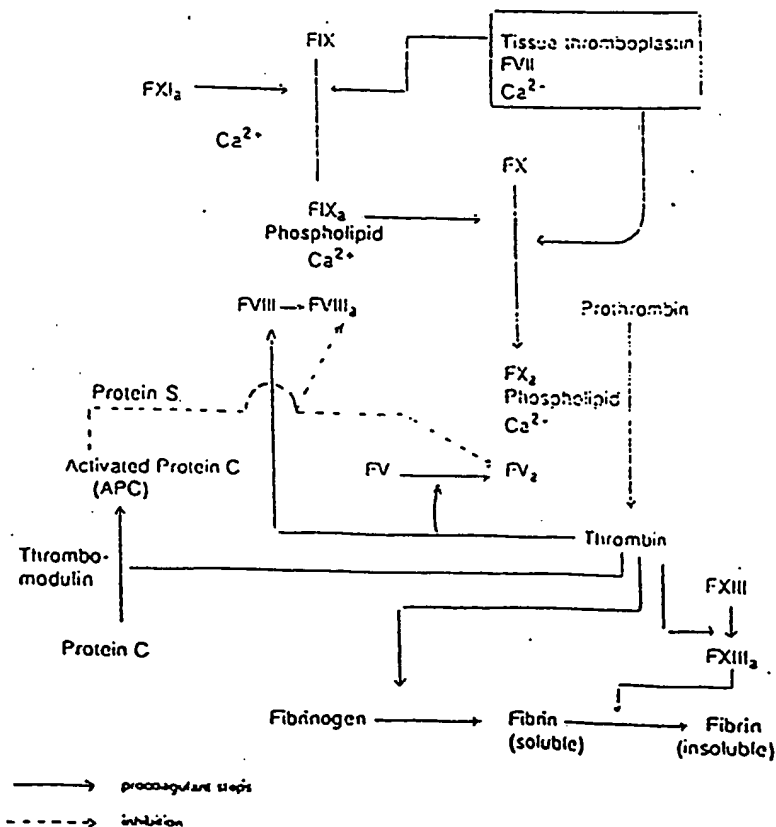 FIX
Tissue thromboplastin
FVII
Ca²⁻
FXIₐ
Ca²⁺
FX
FIXₐ
Phospholipid
Ca²⁺
FVIII
FVIIIₐ
Prothrombin
Protein S
FXₐ
Phospholipid
Ca²⁻
Activated Protein C
(APC)
FV
FVₐ
Thrombin
Thrombo-
modulin
FXIII
Protein C
FXIIIₐ
Fibrinogen
Fibrin
(soluble)
Fibrin
(insoluble)
procoagulant steps
inhibition